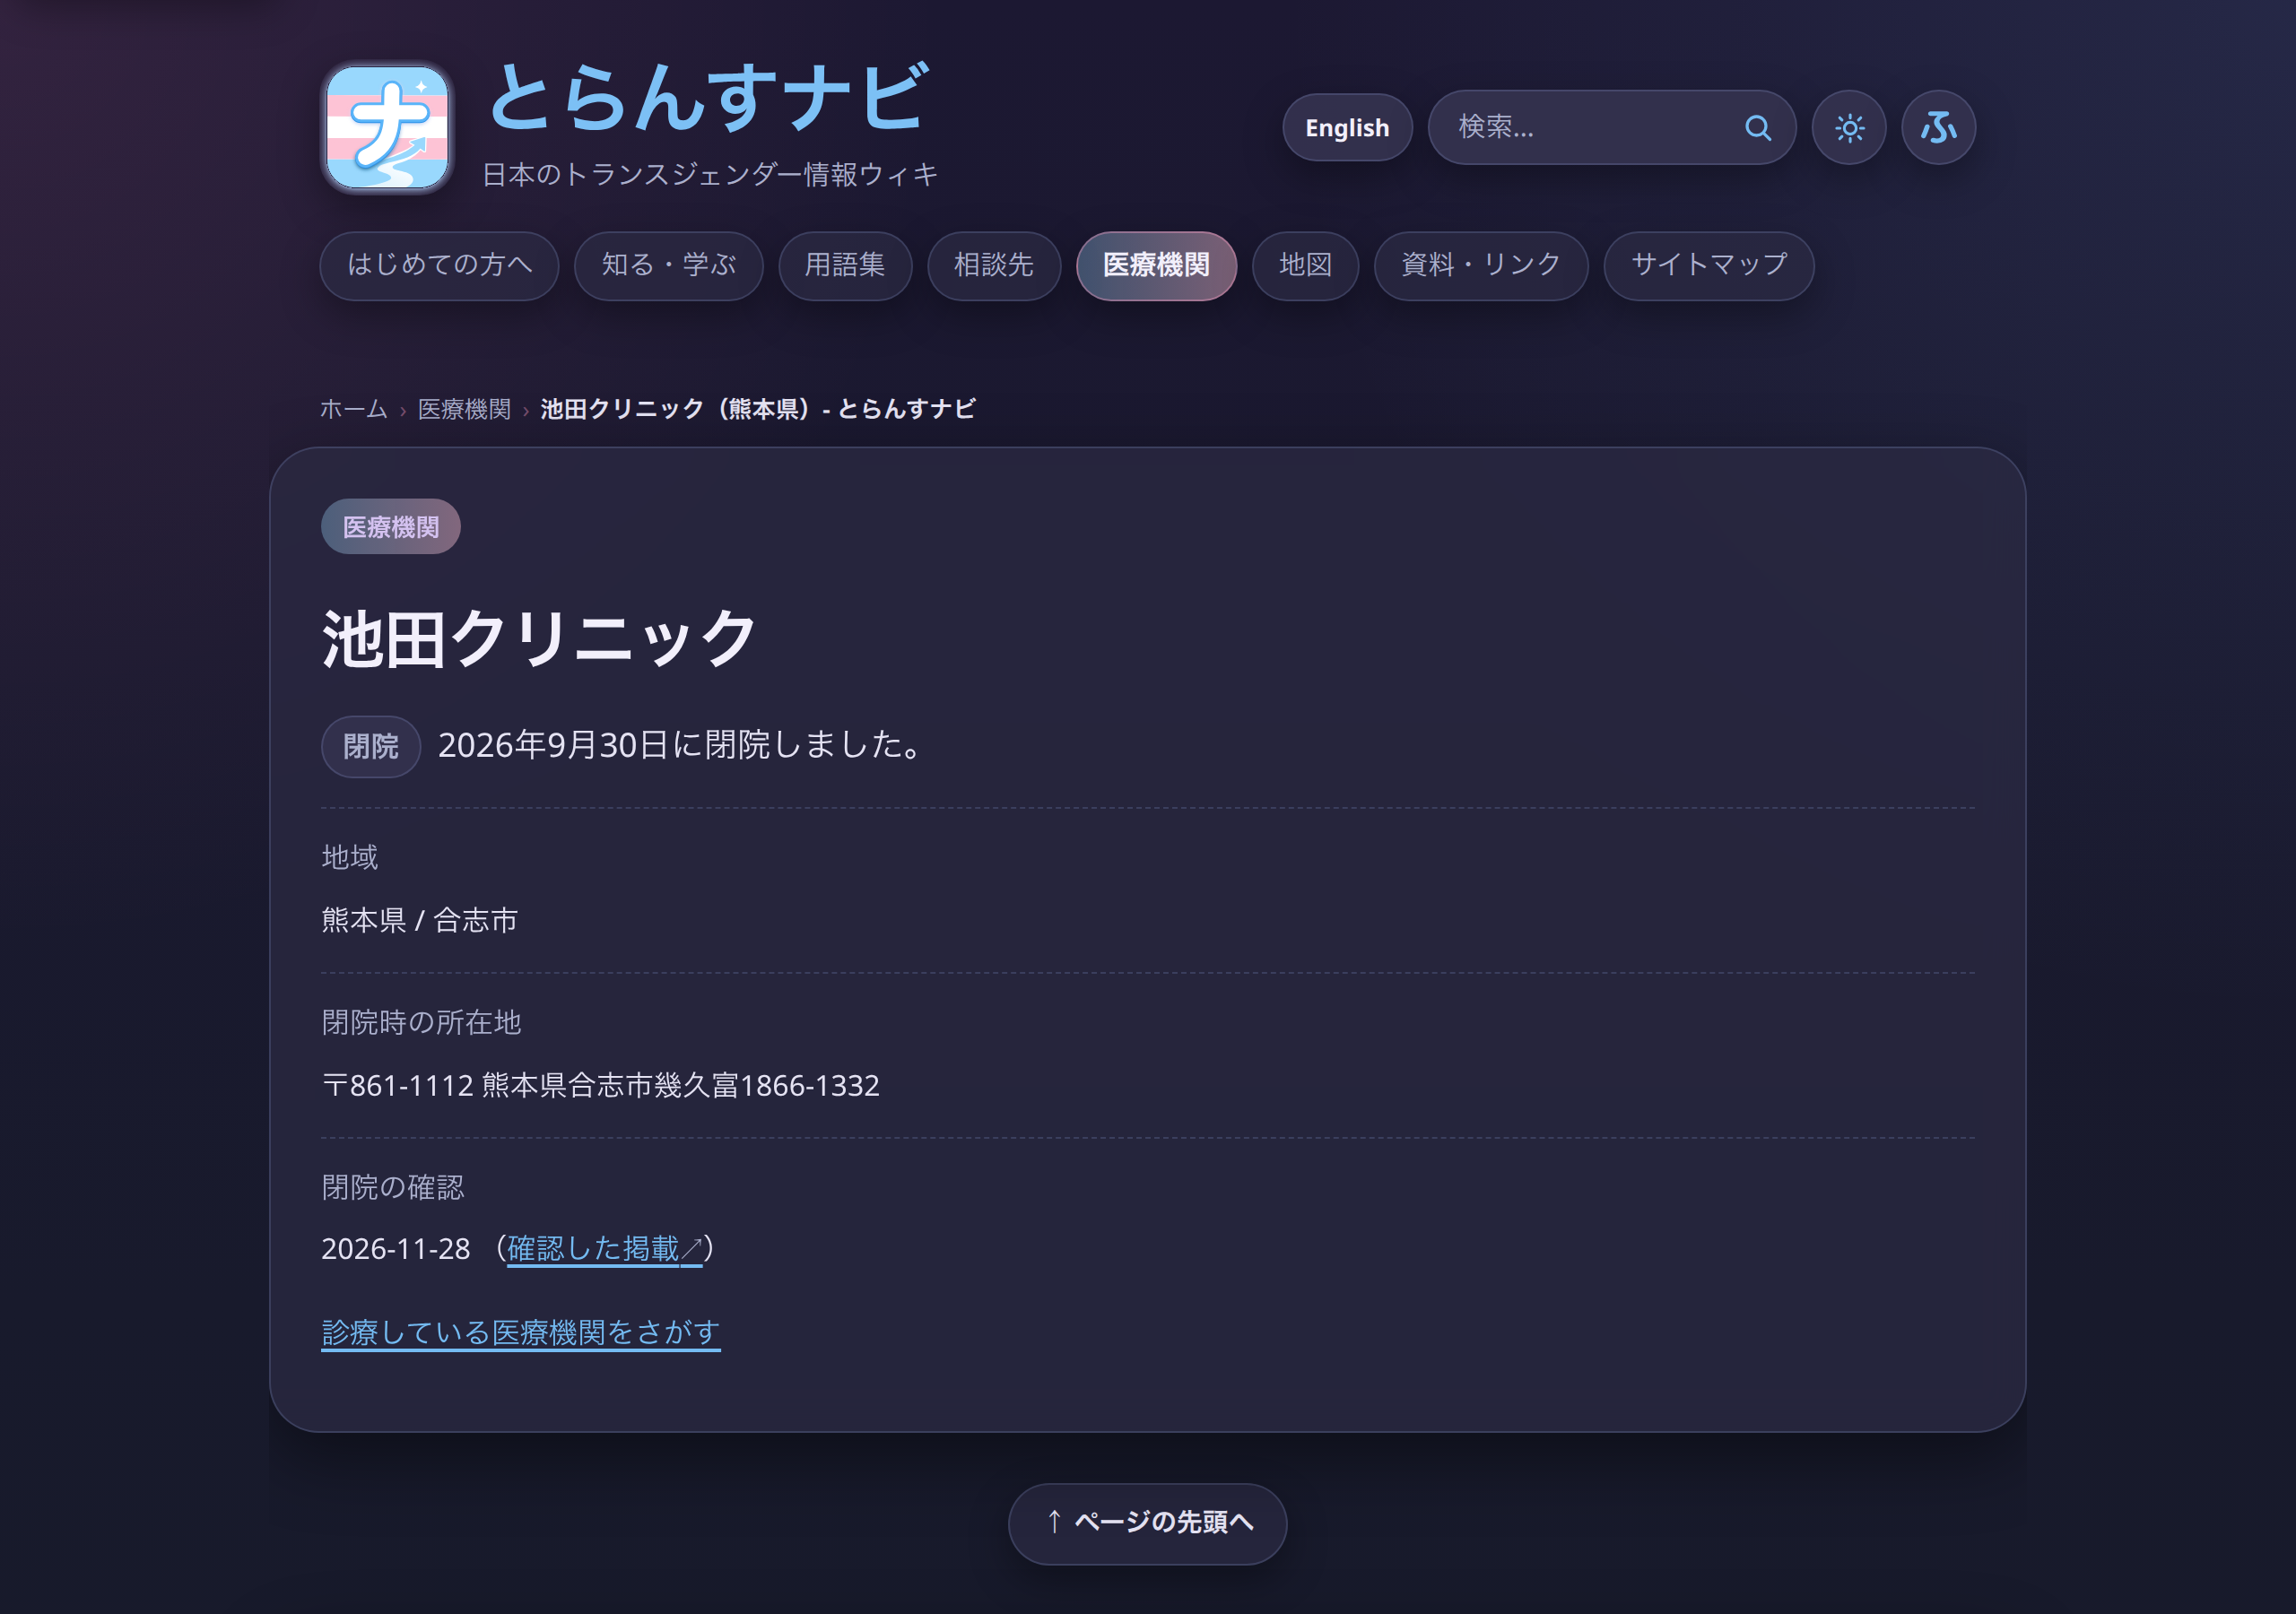 ナ
とらんすナビ
日本のトランスジェンダー情報ウィキ
English
検索...
ふ
はじめての方へ
知る・学ぶ
用語集
相談先
医療機関
地図
資料・リンク
サイトマップ
ホーム › 医療機関 › 池田クリニック（熊本県）- とらんすナビ
医療機関
池田クリニック
閉院 2026年9月30日に閉院しました。
地域
熊本県 / 合志市
閉院時の所在地
〒861-1112 熊本県合志市幾久富1866-1332
閉院の確認
2026-11-28 （確認した掲載↗）
診療している医療機関をさがす
↑ ページの先頭へ